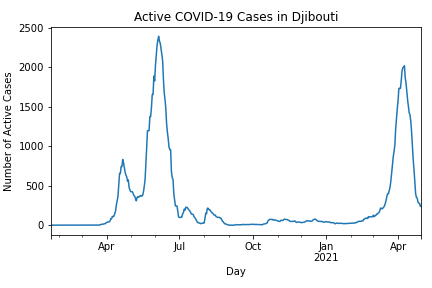 Active COVID-19 Cases in Djibouti
Number of Active Cases
2500
2000
1500
1000
500
0
Apr
Jul
Oct
Jan
2021
Apr
Day